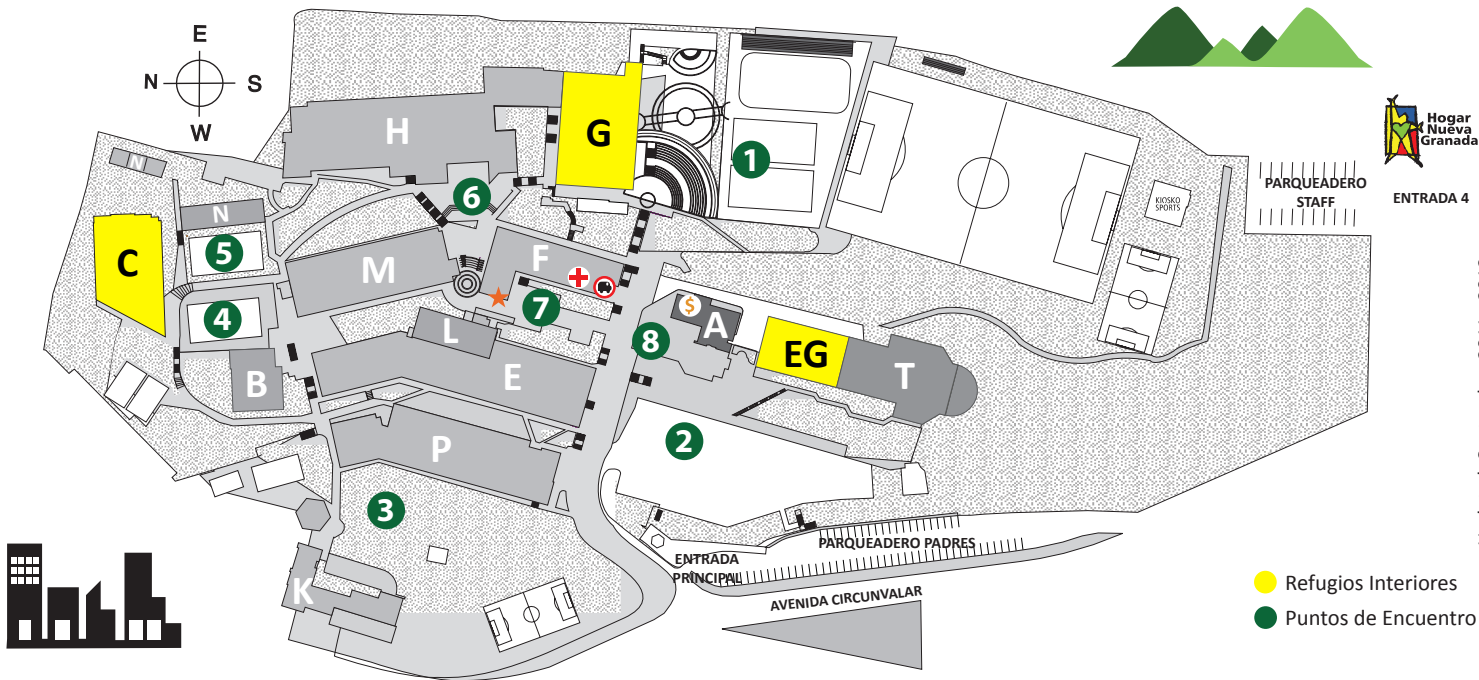 E
N
S
W
Hogar
Nueva
Granada
PARQUEADERO
STAFF
ENTRADA 4
KIOSKO
SPORTS
H
G
1
N
6
N
C
5
M
F
7
4
L
8
$
A
EG
T
B
E
P
2
3
K
ENTRADA
PRINCIPAL
PARQUEADERO PADRES
AVENIDA CIRCUNVALAR
Refugios Interiores
Puntos de Encuentro